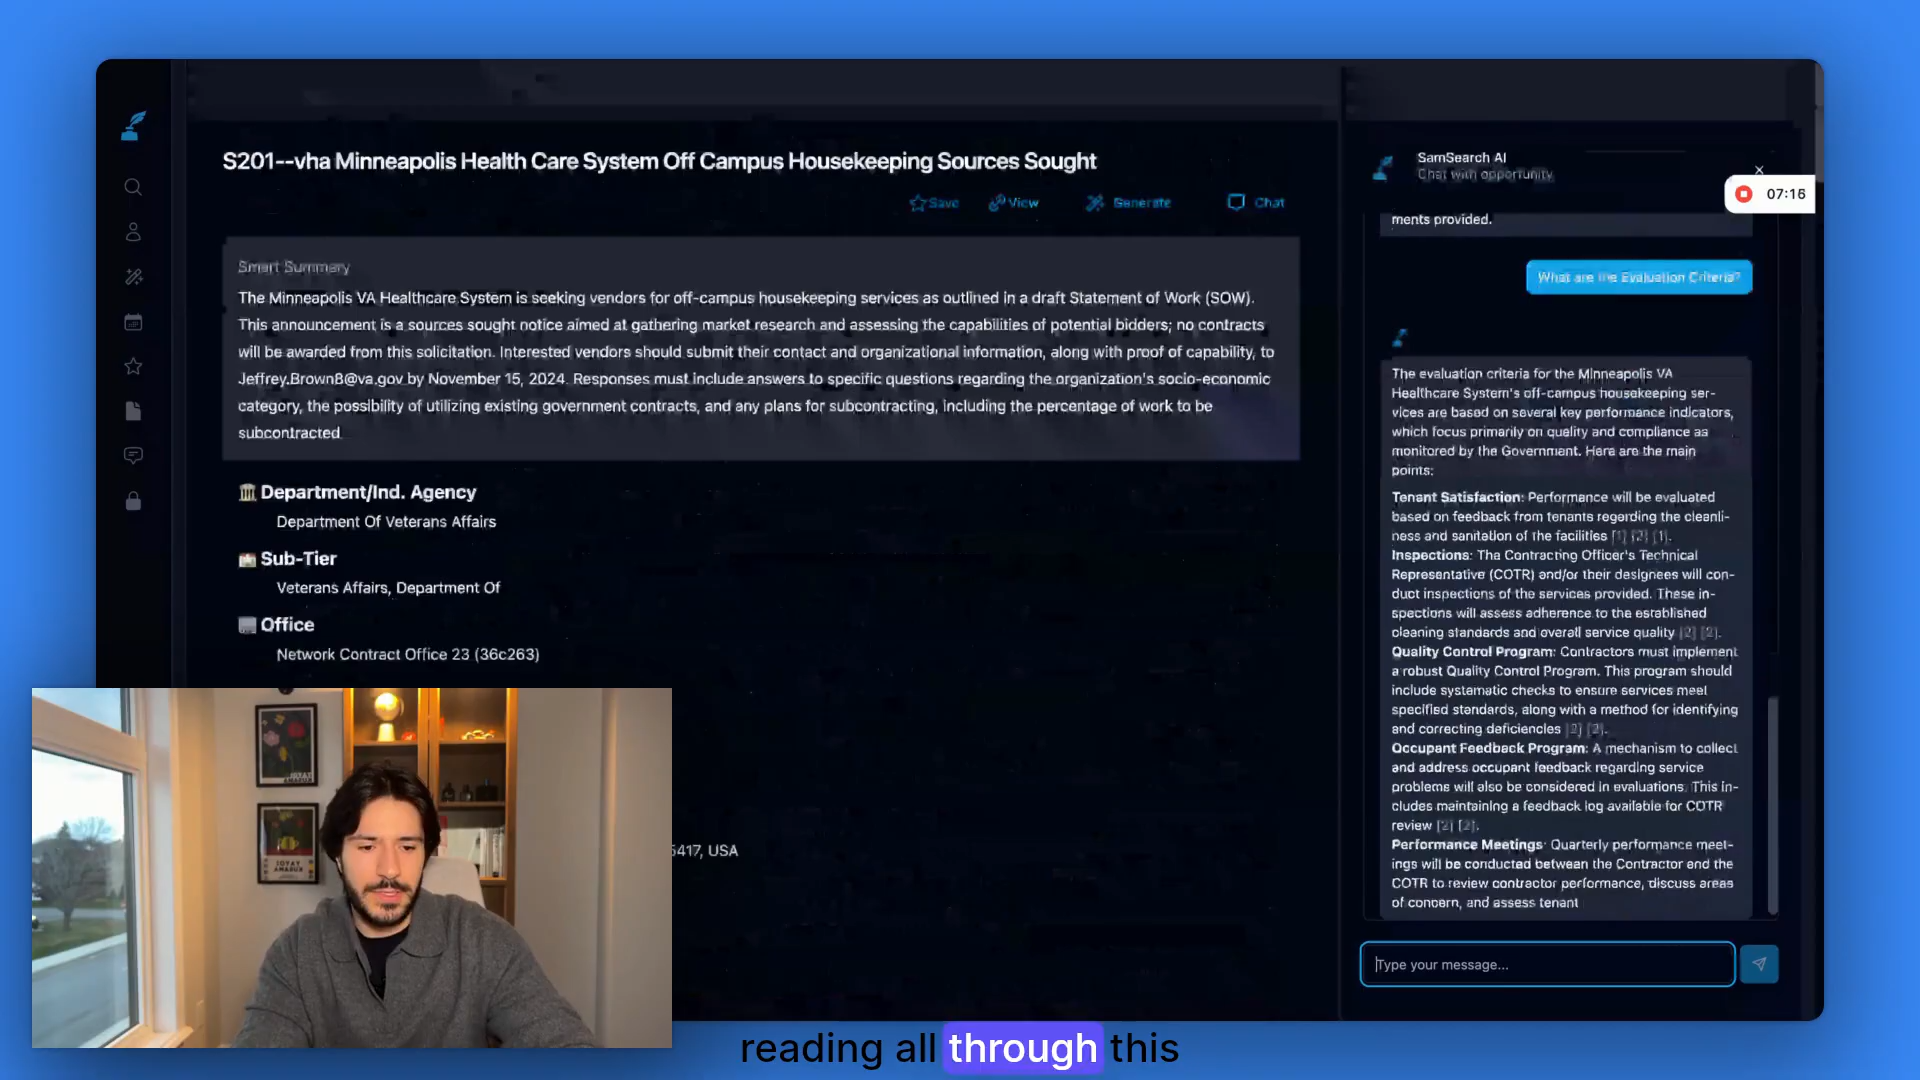 S201--vha Minneapolis Health Care System Off Campus Housekeeping Sources Sought
Save
View
Generate
Chat
Smart Summary
The Minneapolis VA Healthcare System is seeking vendors for off-campus housekeeping services as outlined in a draft Statement of Work (SOW).
This announcement is a sources sought notice aimed at gathering market research and assessing the capabilities of potential bidders; no contracts
will be awarded from this solicitation. Interested vendors should submit their contact and organizational information, along with proof of capability, to
Jeffrey.Brown8@va.gov by November 15, 2024. Responses must include answers to specific questions regarding the organization's socio-economic
category, the possibility of utilizing existing government contracts, and any plans for subcontracting, including the percentage of work to be
subcontracted
Department/Ind. Agency
Department Of Veterans Affairs
Sub-Tier
Veterans Affairs, Department Of
Office
Network Contract Office 23 (36c263)
5417, USA
SamSearch AI
Chat with opportunity
07:16
ments provided.
What are the Evaluation Criteria?
The evaluation criteria for the Minneapolis VA
Healthcare System's off-campus housekeeping ser-
vices are based on several key performance indicators,
which focus primarily on quality and compliance as
monitored by the Government. Here are the main
points:
Tenant Satisfaction: Performance will be evaluated
based on feedback from tenants regarding the cleanli-
ness and sanitation of the facilities [1] [2] [1].
Inspections: The Contracting Officer's Technical
Representative (COTR) and/or their designees will con-
duct inspections of the services provided. These in-
spections will assess adherence to the established
cleaning standards and overall service quality [2] [2].
Quality Control Program: Contractors must implement
a robust Quality Control Program. This program should
include systematic checks to ensure services meet
specified standards, along with a method for identifying
and correcting deficiencies [2] [2].
Occupant Feedback Program: A mechanism to collect
and address occupant feedback regarding service
problems will also be considered in evaluations. This in-
cludes maintaining a feedback log available for COTR
review [2] [2].
Performance Meetings: Quarterly performance meet-
ings will be conducted between the Contractor and the
COTR to review contractor performance, discuss areas
of concern, and assess tenant
Type your message...
reading all through this